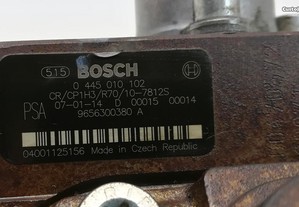 515 BOSCH
0 445 010 102
CR/CP1H3/R70/10-7812S
PSA 07-01-14 D 00015 00014
9656300380 A
04001125156 Made in Czech Republic